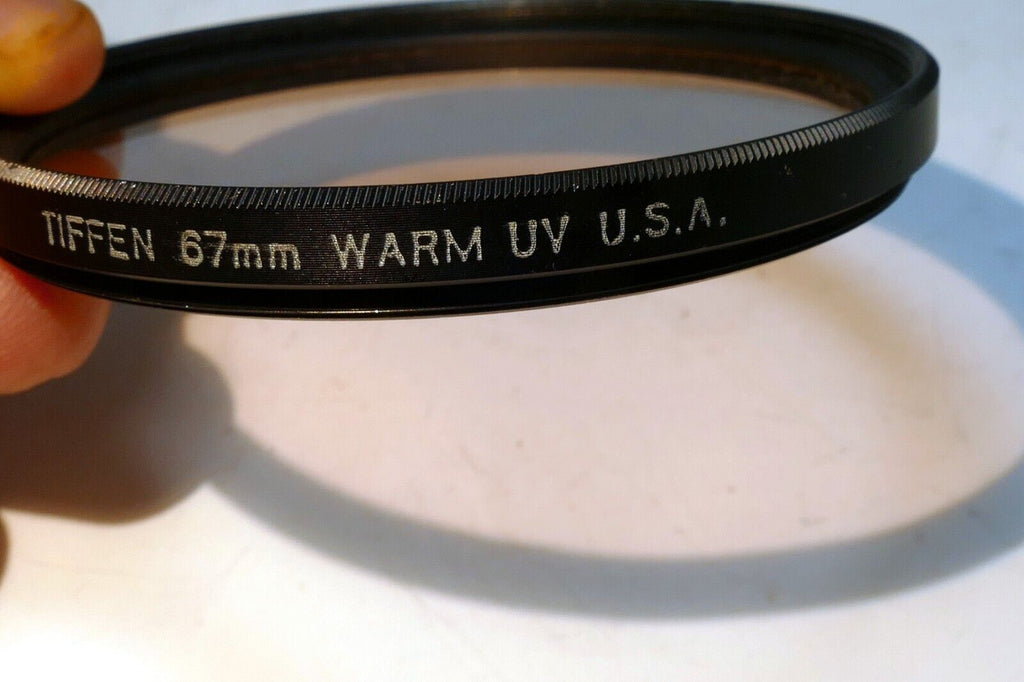 TIFFEN 67mm WARM UV U.S.A.